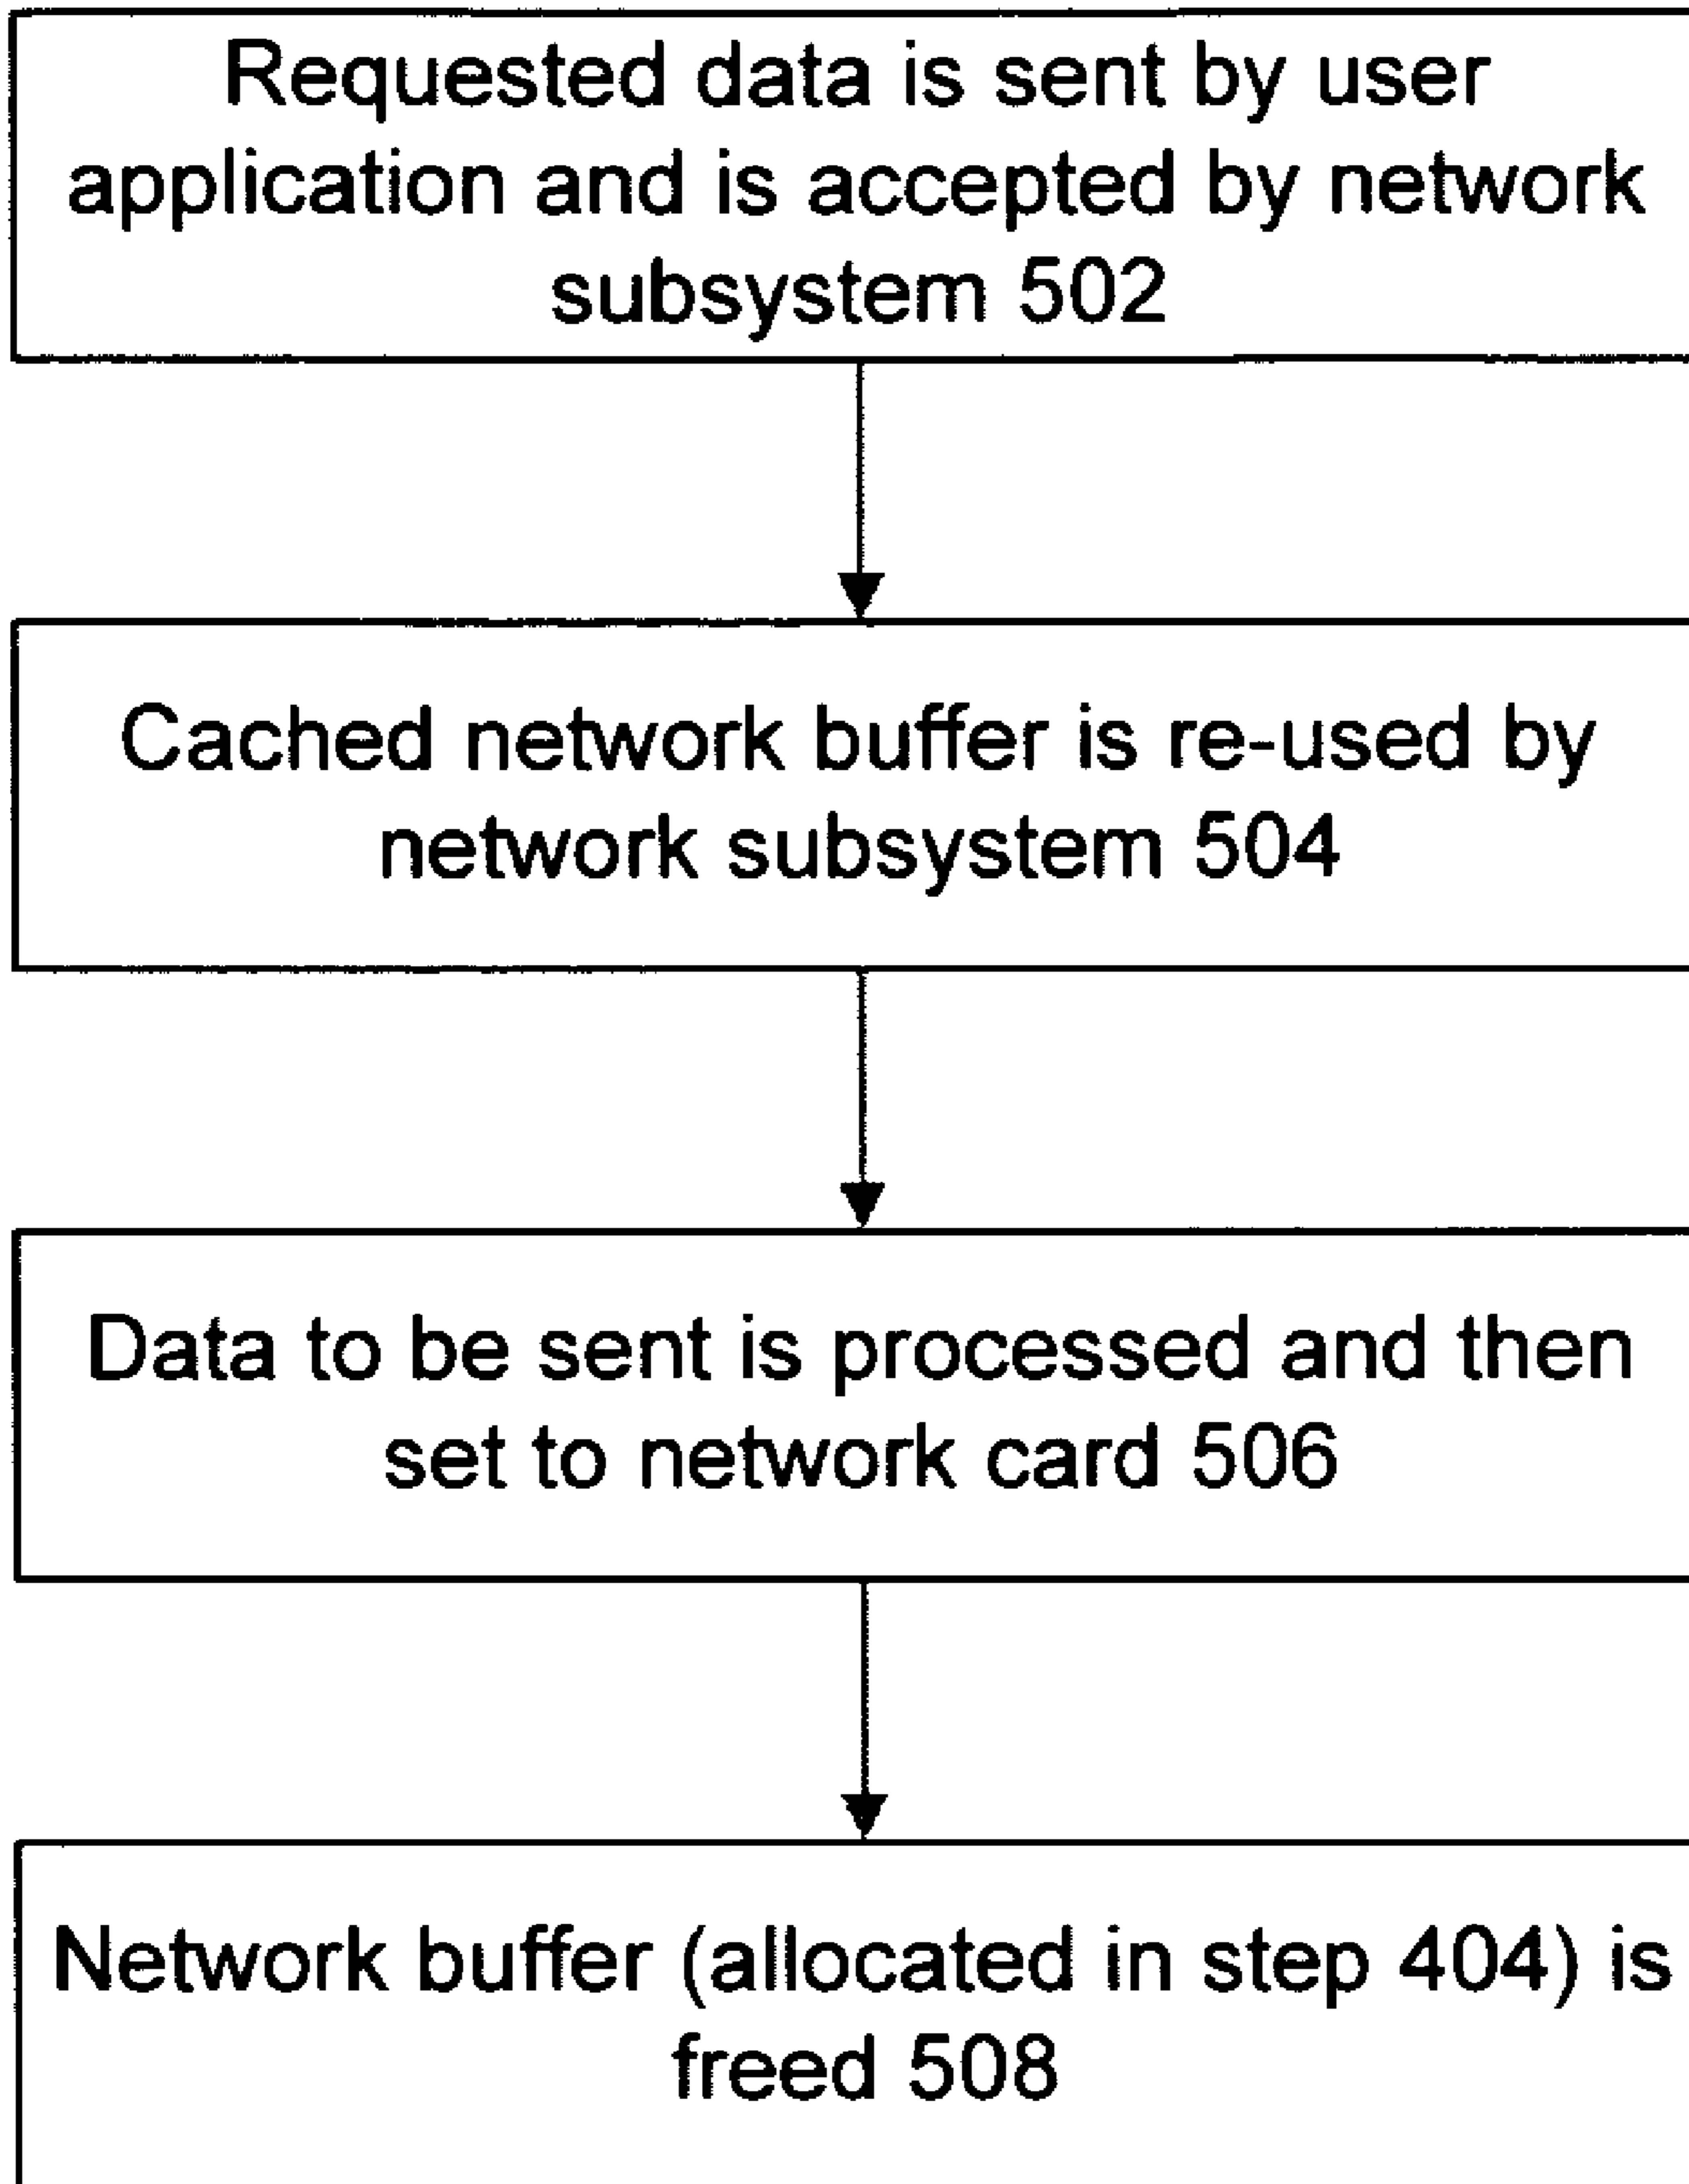 Requested data is sent by user
application and is accepted by network
subsystem 502
Cached network buffer is re-used by
network subsystem 504
Data to be sent is processed and then
set to network card 506
Network buffer (allocated in step 404) is
freed 508